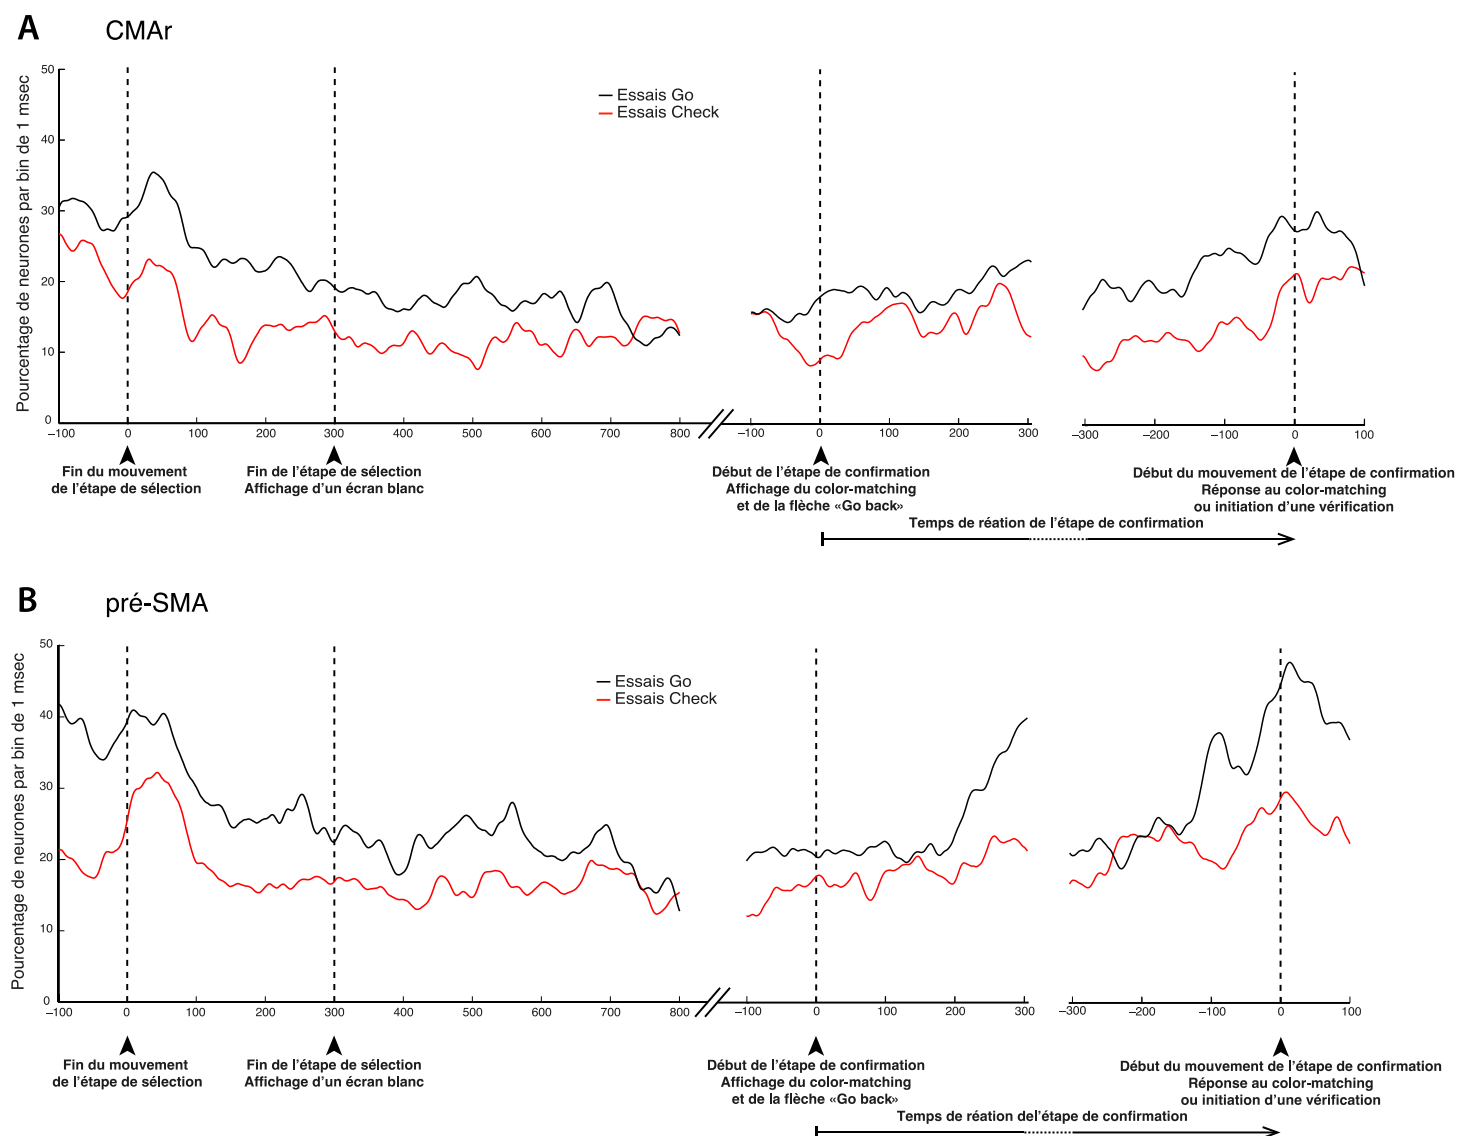 A CMAr
Pourcentage de neurones par bin de 1 msec
50
40
30
20
10
0
Essais Go
Essais Check
−100 0 100 200 300 400 500 600 700 800
−100 0 100 200 300
−300 −200 −100 0 100
Fin du mouvement
de l'étape de sélection
Fin de l'étape de sélection
Affichage d'un écran blanc
Début de l'étape de confirmation
Affichage du color-matching
et de la flèche «Go back»
Début du mouvement de l'étape de confirmation
Réponse au color-matching
ou initiation d'une vérification
Temps de réation de l'étape de confirmation
B pré-SMA
Pourcentage de neurones par bin de 1 msec
50
40
30
20
10
0
Essais Go
Essais Check
−100 0 100 200 300 400 500 600 700 800
−100 0 100 200 300
−300 −200 −100 0 100
Fin du mouvement
de l'étape de sélection
Fin de l'étape de sélection
Affichage d'un écran blanc
Début de l'étape de confirmation
Affichage du color-matching
et de la flèche «Go back»
Début du mouvement de l'étape de confirmation
Réponse au color-matching
ou initiation d'une vérification
Temps de réation del'étape de confirmation